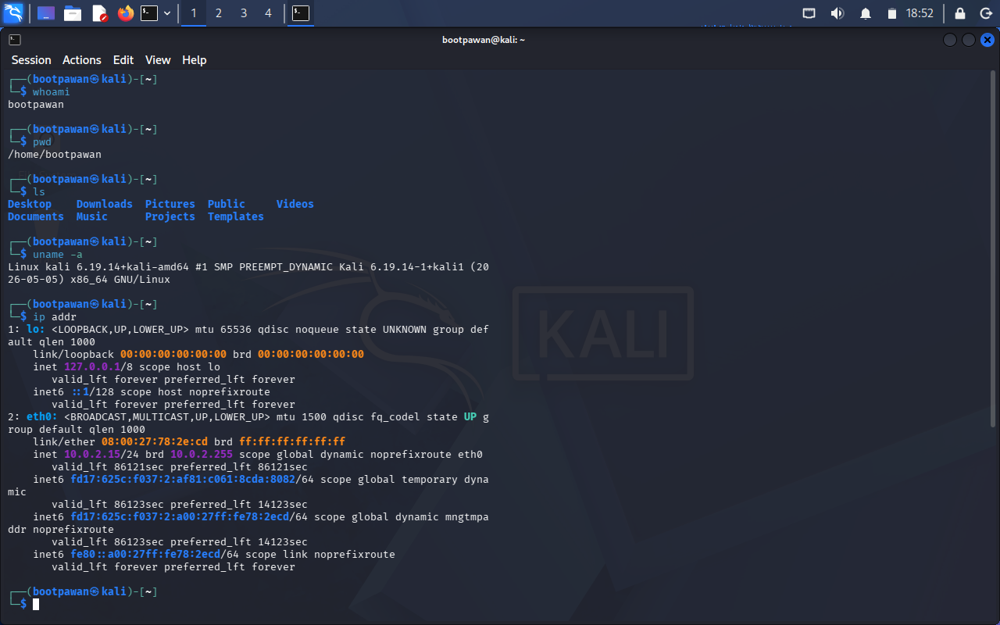 1 2 3 4 18:52
bootpawan@kali: ~
Session Actions Edit View Help
┌──(bootpawan㉿kali)-[~]
└─$ whoami
bootpawan
┌──(bootpawan㉿kali)-[~]
└─$ pwd
/home/bootpawan
┌──(bootpawan㉿kali)-[~]
└─$ ls
Desktop    Downloads  Pictures  Public     Videos
Documents  Music      Projects  Templates
┌──(bootpawan㉿kali)-[~]
└─$ uname -a
Linux kali 6.19.14+kali-amd64 #1 SMP PREEMPT_DYNAMIC Kali 6.19.14-1+kali1 (20
26-05-05) x86_64 GNU/Linux
┌──(bootpawan㉿kali)-[~]
└─$ ip addr
1: lo: <LOOPBACK,UP,LOWER_UP> mtu 65536 qdisc noqueue state UNKNOWN group def
ault qlen 1000
    link/loopback 00:00:00:00:00:00 brd 00:00:00:00:00:00
    inet 127.0.0.1/8 scope host lo
       valid_lft forever preferred_lft forever
    inet6 ::1/128 scope host noprefixroute
       valid_lft forever preferred_lft forever
2: eth0: <BROADCAST,MULTICAST,UP,LOWER_UP> mtu 1500 qdisc fq_codel state UP g
roup default qlen 1000
    link/ether 08:00:27:78:2e:cd brd ff:ff:ff:ff:ff:ff
    inet 10.0.2.15/24 brd 10.0.2.255 scope global dynamic noprefixroute eth0
       valid_lft 86121sec preferred_lft 86121sec
    inet6 fd17:625c:f037:2:af81:c061:8cda:8082/64 scope global temporary dyna
mic
       valid_lft 86123sec preferred_lft 14123sec
    inet6 fd17:625c:f037:2:a00:27ff:fe78:2ecd/64 scope global dynamic mngtmpa
ddr noprefixroute
       valid_lft 86123sec preferred_lft 14123sec
    inet6 fe80::a00:27ff:fe78:2ecd/64 scope link noprefixroute
       valid_lft forever preferred_lft forever
┌──(bootpawan㉿kali)-[~]
└─$
KALI